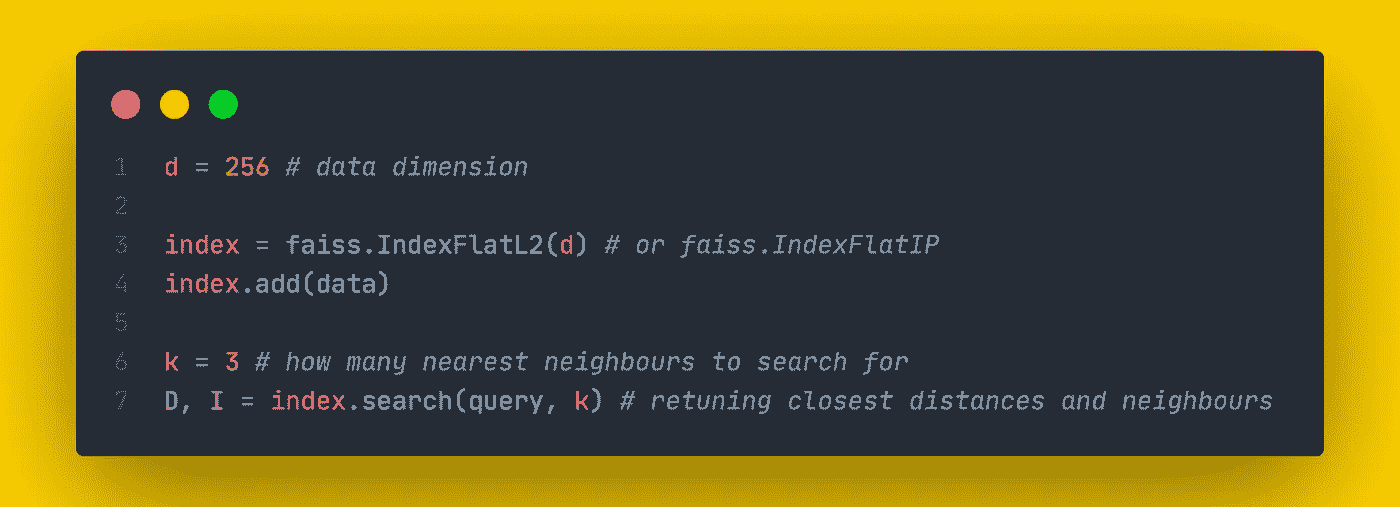 1 d = 256 # data dimension
2
3 index = faiss.IndexFlatL2(d) # or faiss.IndexFlatIP
4 index.add(data)
5
6 k = 3 # how many nearest neighbours to search for
7 D, I = index.search(query, k) # retuning closest distances and neighbours